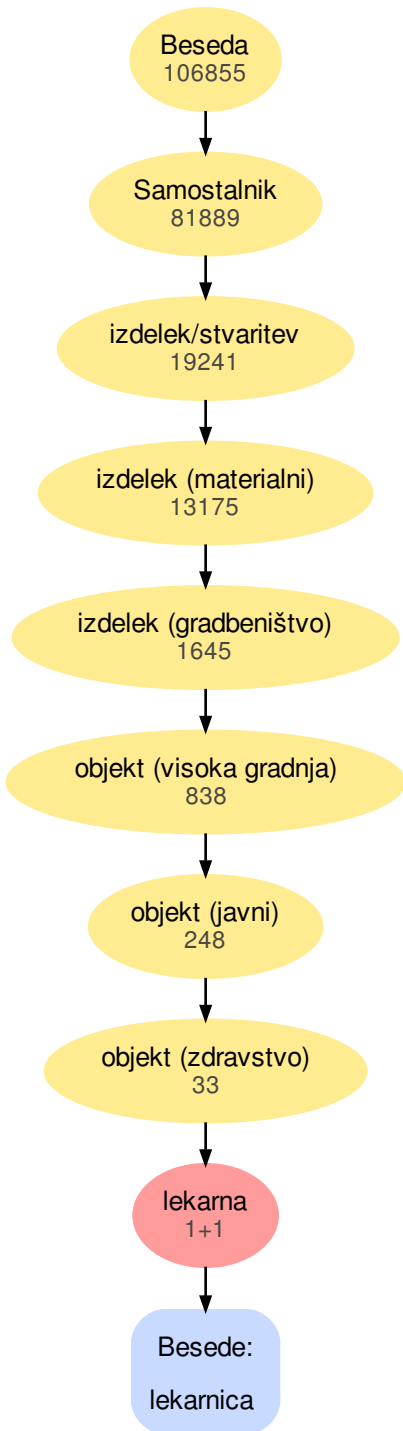 Beseda
106855
Samostalnik
81889
izdelek/stvaritev
19241
izdelek (materialni)
13175
izdelek (gradbeništvo)
1645
objekt (visoka gradnja)
838
objekt (javni)
248
objekt (zdravstvo)
33
lekarna
1+1
Besede:
lekarnica